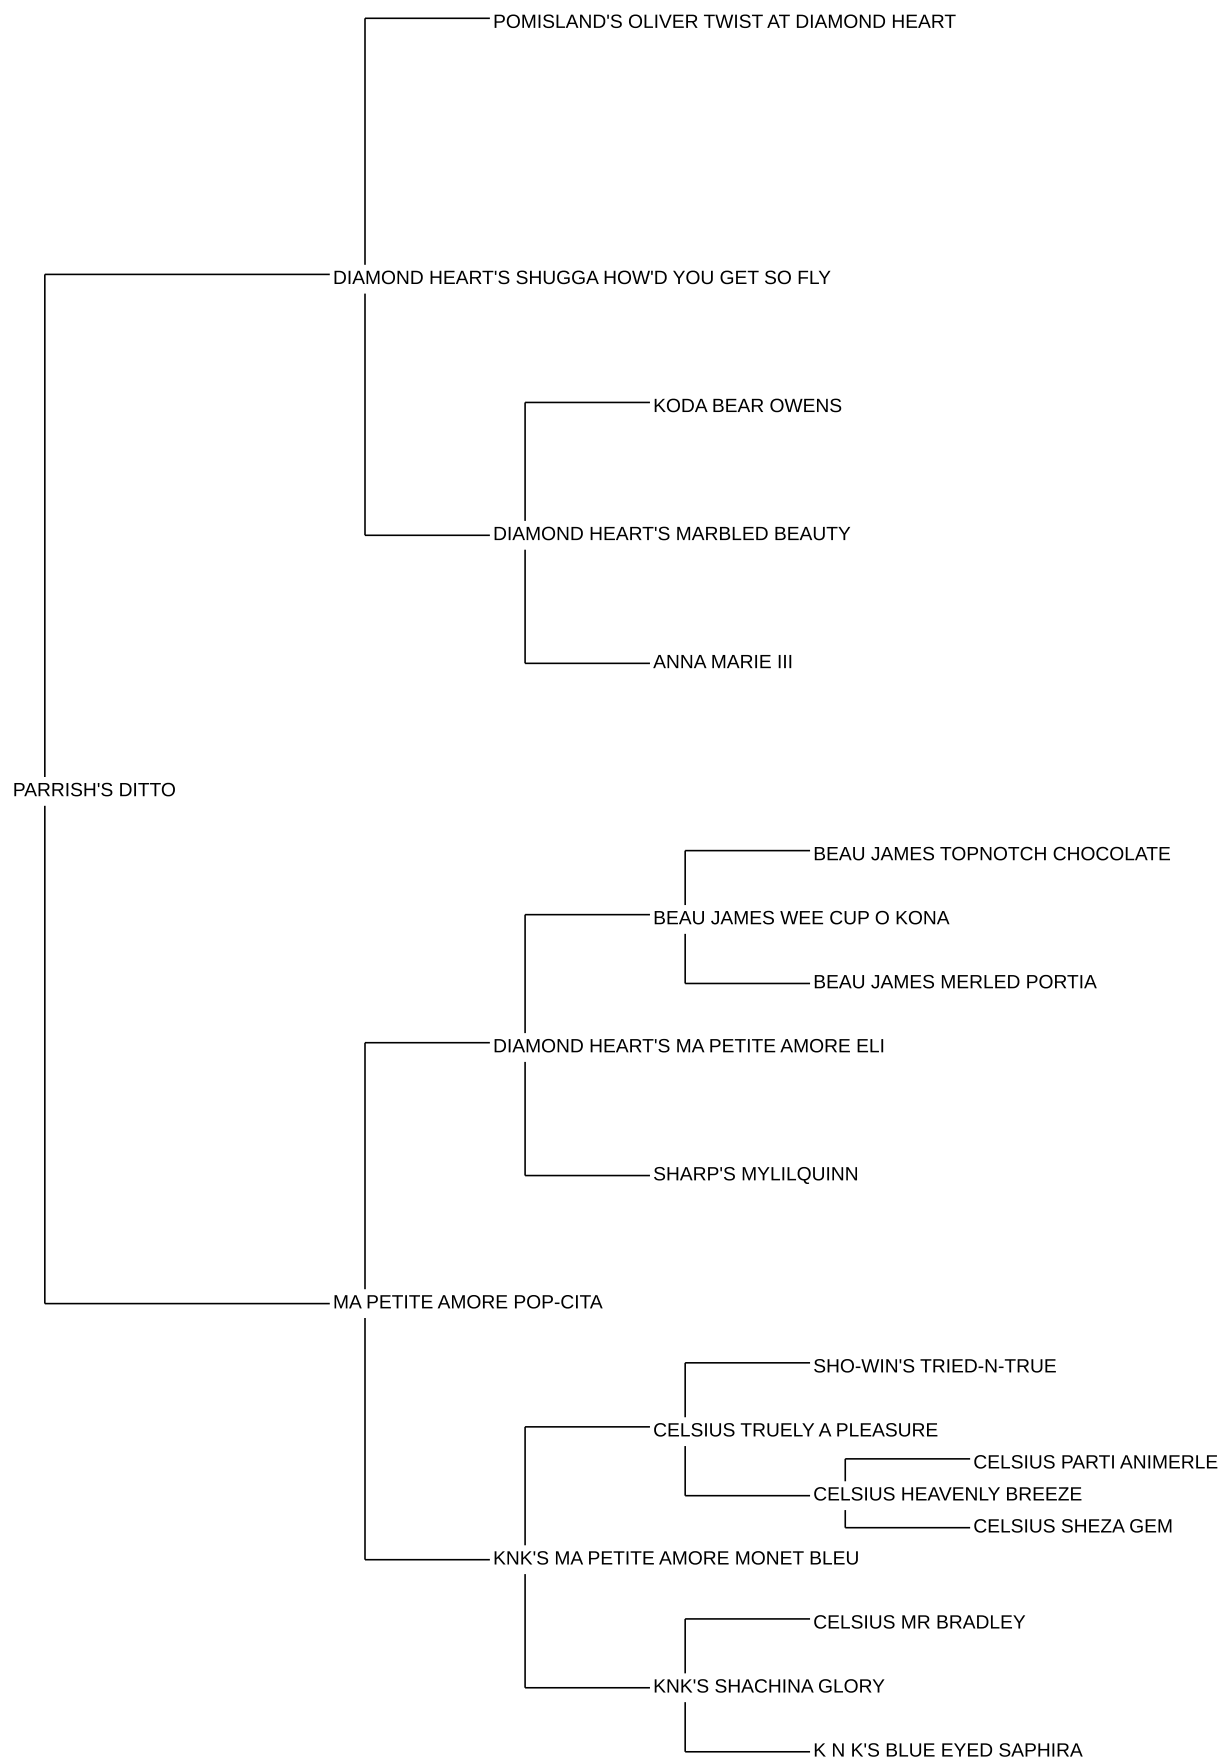 POMISLAND'S OLIVER TWIST AT DIAMOND HEART
DIAMOND HEART'S SHUGGA HOW'D YOU GET SO FLY
KODA BEAR OWENS
DIAMOND HEART'S MARBLED BEAUTY
ANNA MARIE III
PARRISH'S DITTO
BEAU JAMES TOPNOTCH CHOCOLATE
BEAU JAMES WEE CUP O KONA
BEAU JAMES MERLED PORTIA
DIAMOND HEART'S MA PETITE AMORE ELI
SHARP'S MYLILQUINN
MA PETITE AMORE POP-CITA
SHO-WIN'S TRIED-N-TRUE
CELSIUS TRUELY A PLEASURE
CELSIUS PARTI ANIMERLE
CELSIUS HEAVENLY BREEZE
CELSIUS SHEZA GEM
KNK'S MA PETITE AMORE MONET BLEU
CELSIUS MR BRADLEY
KNK'S SHACHINA GLORY
K N K'S BLUE EYED SAPHIRA